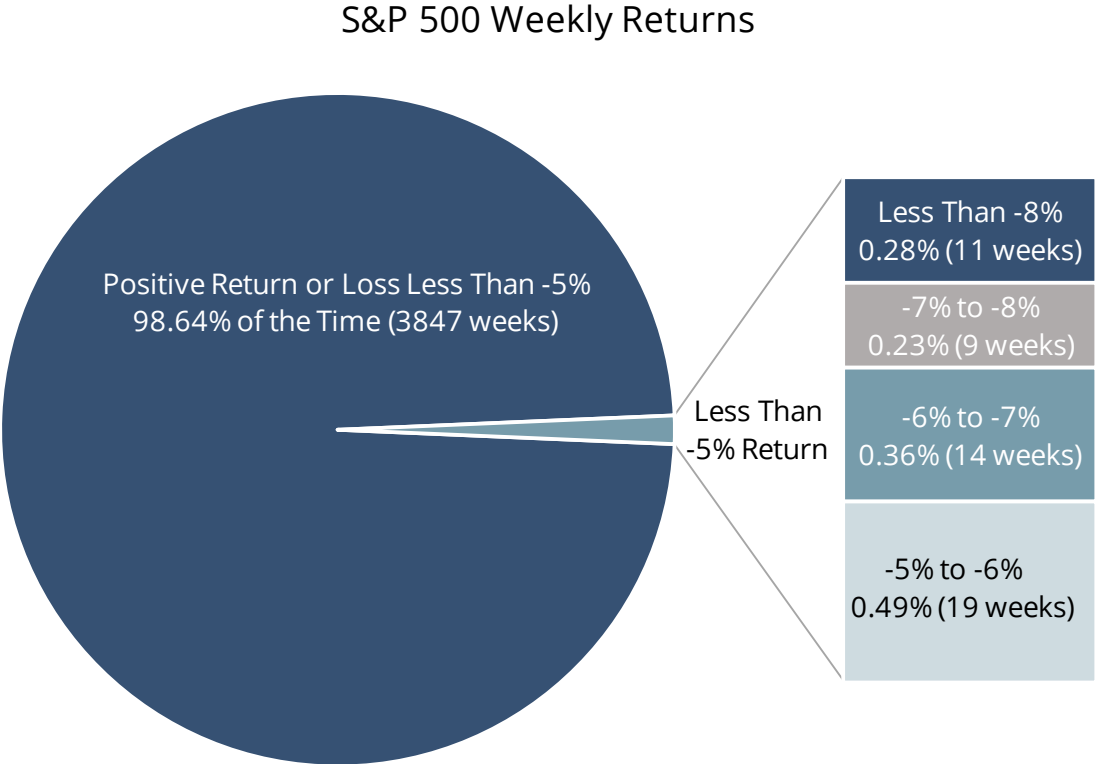 S&P 500 Weekly Returns
Positive Return or Loss Less Than -5%
98.64% of the Time (3847 weeks)
Less Than
-5% Return
Less Than -8%
0.28% (11 weeks)
-7% to -8%
0.23% (9 weeks)
-6% to -7%
0.36% (14 weeks)
-5% to -6%
0.49% (19 weeks)